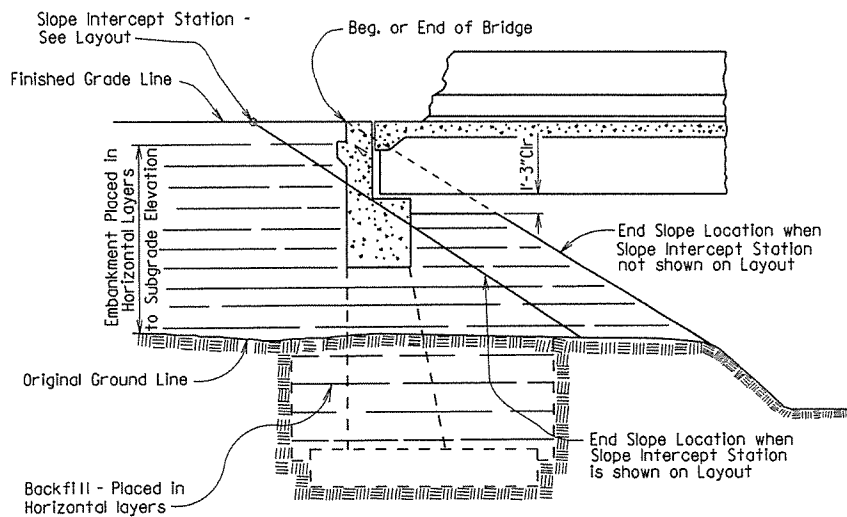 Slope Intercept Station -
See Layout
Beg. or End of Bridge
Finished Grade Line
Embankment Placed in
Horizontal Layers
to Subgrade Elevation
1'-3"Clr
End Slope Location when
Slope Intercept Station
not shown on Layout
Original Ground Line
End Slope Location when
Slope Intercept Station
is shown on Layout
Backfill - Placed in
Horizontal layers